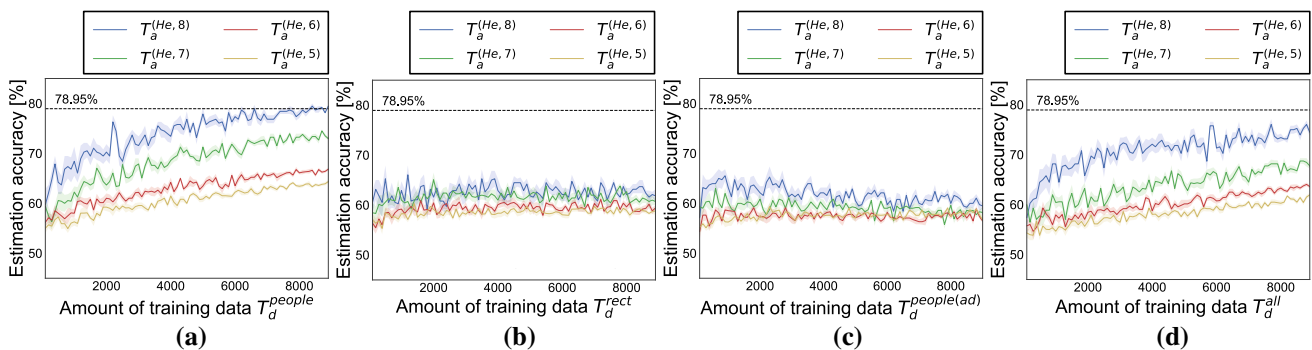 T_a^(He, 8) T_a^(He, 6)
T_a^(He, 7) T_a^(He, 5)
Estimation accuracy [%]
80
70
60
50
78.95%
2000 4000 6000 8000
Amount of training data T_d^people
(a)
T_a^(He, 8) T_a^(He, 6)
T_a^(He, 7) T_a^(He, 5)
Estimation accuracy [%]
80
70
60
50
78.95%
2000 4000 6000 8000
Amount of training data T_d^rect
(b)
T_a^(He, 8) T_a^(He, 6)
T_a^(He, 7) T_a^(He, 5)
Estimation accuracy [%]
80
70
60
50
78.95%
2000 4000 6000 8000
Amount of training data T_d^people(ad)
(c)
T_a^(He, 8) T_a^(He, 6)
T_a^(He, 7) T_a^(He, 5)
Estimation accuracy [%]
80
70
60
50
78.95%
2000 4000 6000 8000
Amount of training data T_d^all
(d)